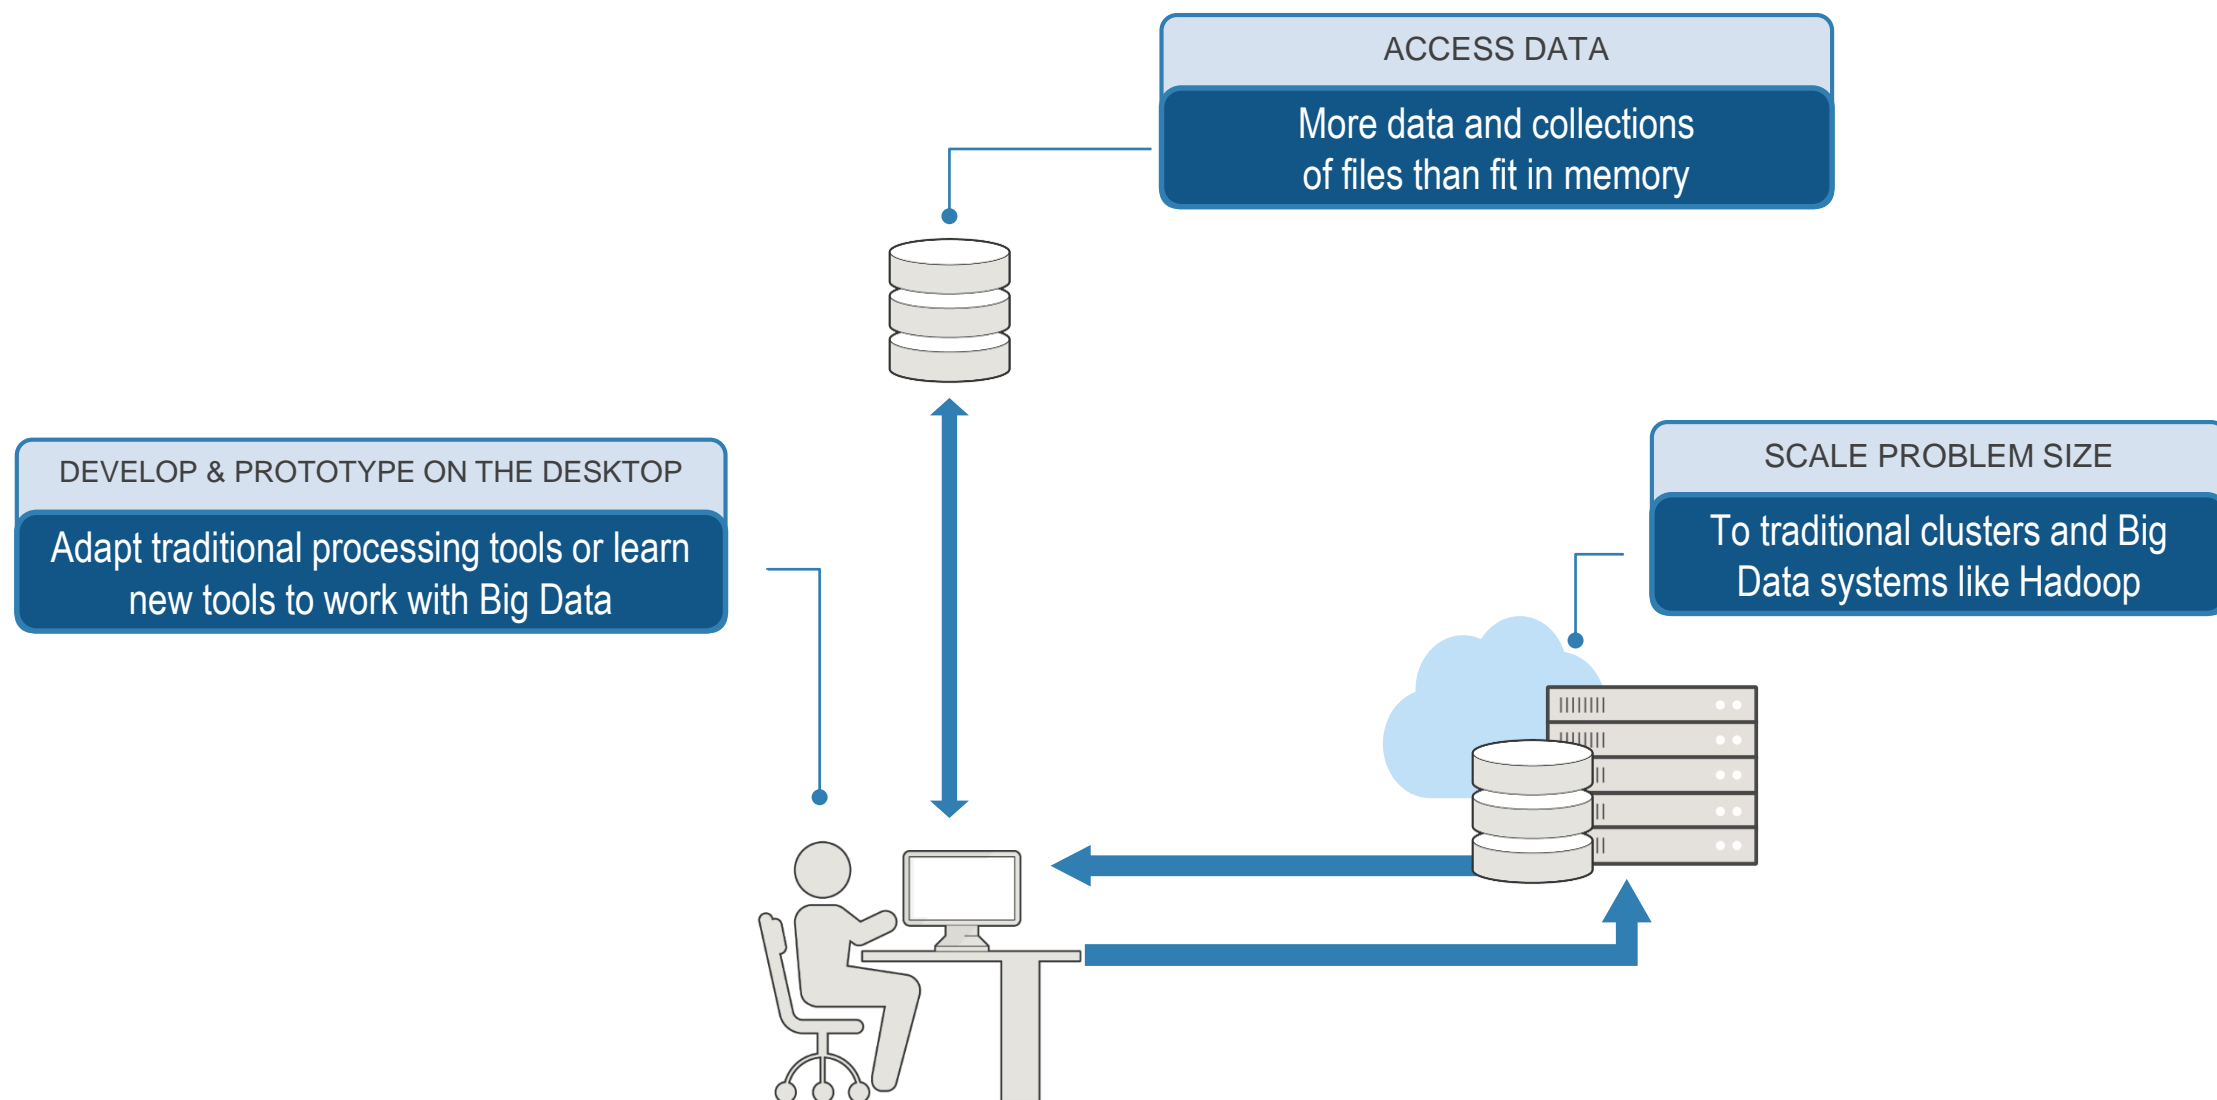 ACCESS DATA
More data and collections
of files than fit in memory
DEVELOP & PROTOTYPE ON THE DESKTOP
Adapt traditional processing tools or learn
new tools to work with Big Data
SCALE PROBLEM SIZE
To traditional clusters and Big
Data systems like Hadoop